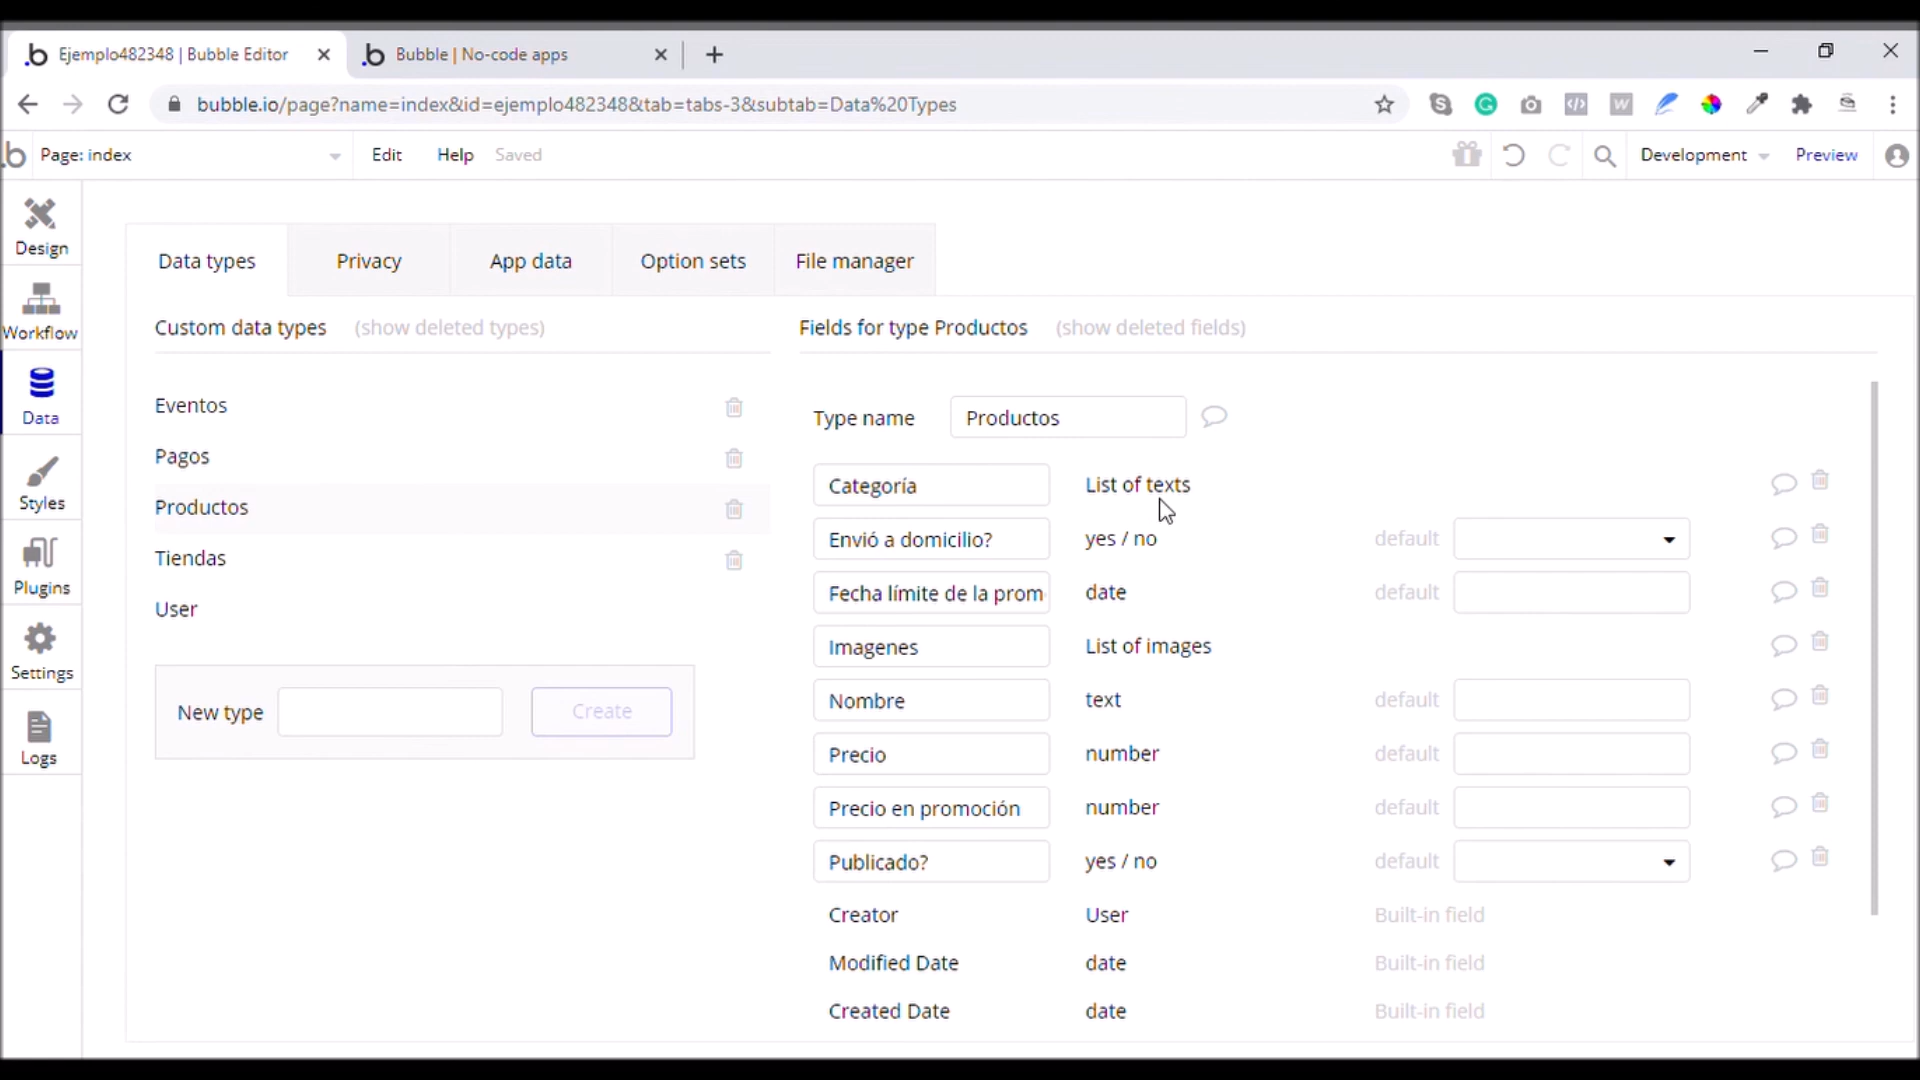 Ejemplo482348 | Bubble Editor
Bubble | No-code apps
bubble.io/page?name=index&id=ejemplo482348&tab=tabs-3&subtab=Data%20Types
Page: index
Edit
Help
Saved
Development
Preview
Design
Workflow
Data
Styles
Plugins
Settings
Logs
Data types
Privacy
App data
Option sets
File manager
Custom data types (show deleted types)
Eventos
Pagos
Productos
Tiendas
User
New type
Create
Fields for type Productos (show deleted fields)
Type name Productos
Categoría List of texts
Envió a domicilio? yes / no default
Fecha límite de la prom date default
Imagenes List of images
Nombre text default
Precio number default
Precio en promoción number default
Publicado? yes / no default
Creator User Built-in field
Modified Date date Built-in field
Created Date date Built-in field